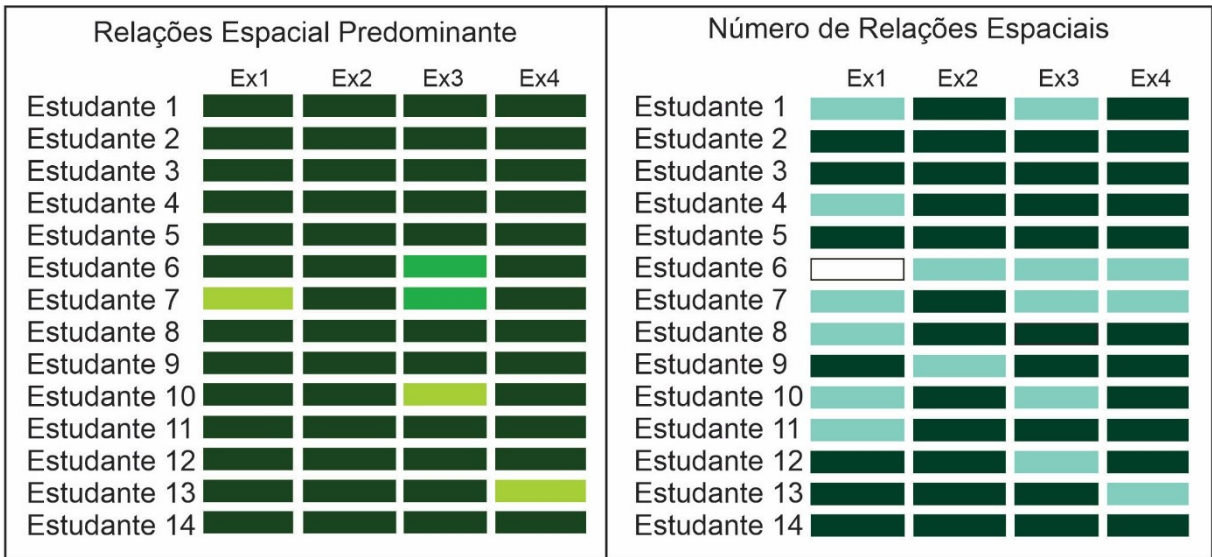 Relações Espacial Predominante
Ex1 Ex2 Ex3 Ex4
Estudante 1
Estudante 2
Estudante 3
Estudante 4
Estudante 5
Estudante 6
Estudante 7
Estudante 8
Estudante 9
Estudante 10
Estudante 11
Estudante 12
Estudante 13
Estudante 14
Número de Relações Espaciais
Ex1 Ex2 Ex3 Ex4
Estudante 1
Estudante 2
Estudante 3
Estudante 4
Estudante 5
Estudante 6
Estudante 7
Estudante 8
Estudante 9
Estudante 10
Estudante 11
Estudante 12
Estudante 13
Estudante 14